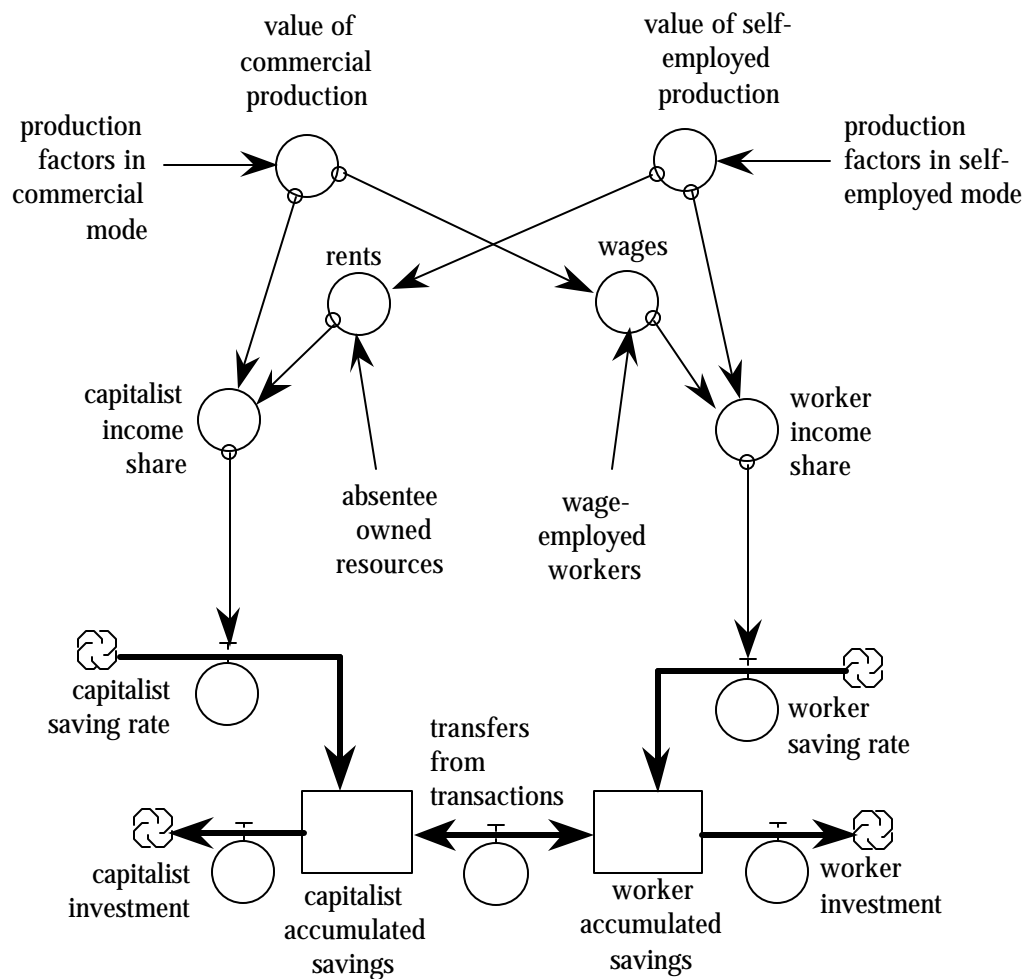 value of
commercial
production
value of self-
employed
production
production
factors in
commercial
mode
production
factors in self-
employed mode
rents
wages
capitalist
income
share
worker
income
share
absentee
owned
resources
wage-
employed
workers
capitalist
saving rate
worker
saving rate
transfers
from
transactions
capitalist
investment
capitalist
accumulated
savings
worker
accumulated
savings
worker
investment